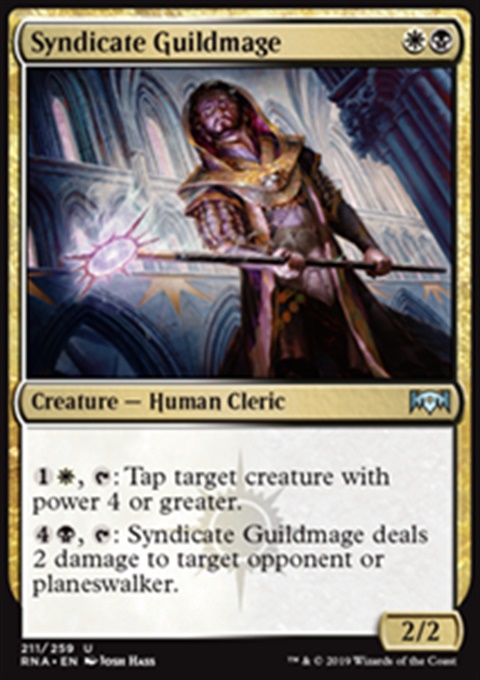 Syndicate Guildmage
Creature — Human Cleric
1, : Tap target creature with
power 4 or greater.
4, : Syndicate Guildmage deals
2 damage to target opponent or
planeswalker.
2/2
211/259 U
RNA • EN Josh Hass
™ & © 2019 Wizards of the Coast